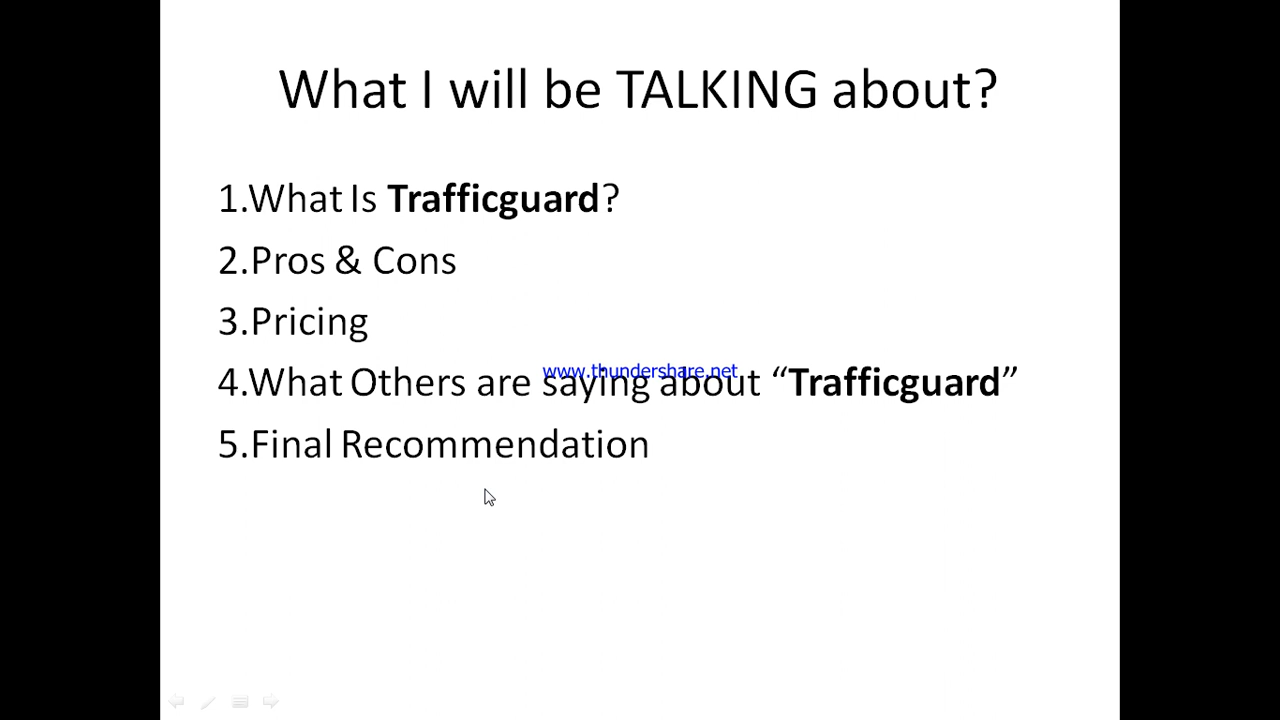 What I will be TALKING about?
1.What Is Trafficguard?
2.Pros & Cons
3.Pricing
www.thundershare.net
4.What Others are saying about “Trafficguard”
5.Final Recommendation